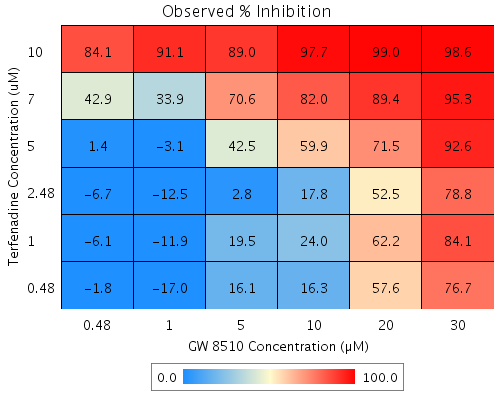 Observed % Inhibition
Terfenadine Concentration (uM)
10 84.1 91.1 89.0 97.7 99.0 98.6
7 42.9 33.9 70.6 82.0 89.4 95.3
5 1.4 −3.1 42.5 59.9 71.5 92.6
2.48 −6.7 −12.5 2.8 17.8 52.5 78.8
1 −6.1 −11.9 19.5 24.0 62.2 84.1
0.48 −1.8 −17.0 16.1 16.3 57.6 76.7
0.48 1 5 10 20 30
GW 8510 Concentration (μM)
0.0 100.0